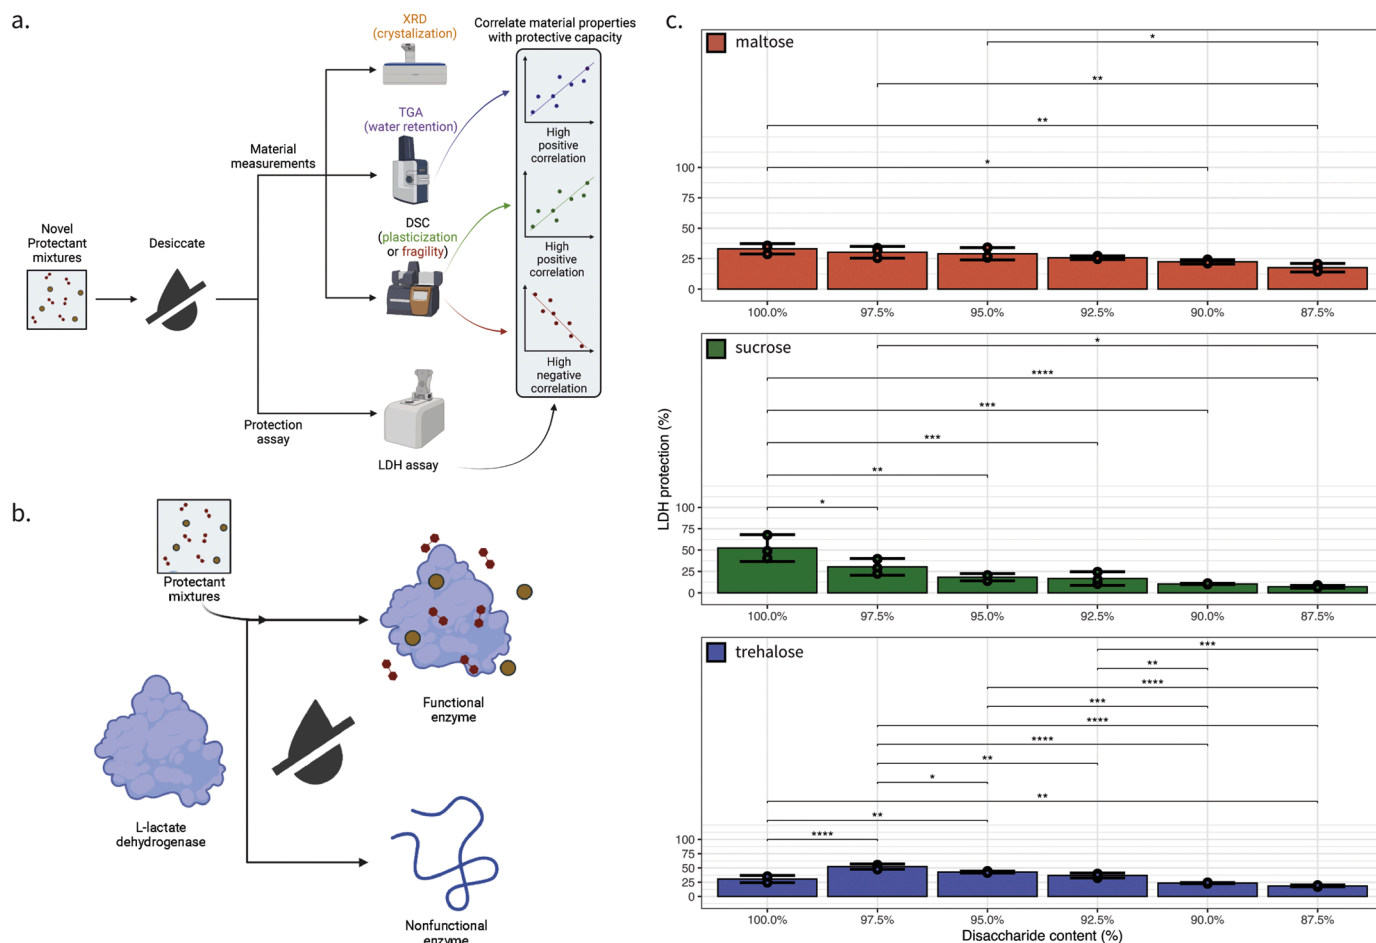 a.
XRD
(crystalization)
TGA
(water retention)
Material
measurements
DSC
(plasticization
or fragility)
Novel
Protectant
mixtures
Desiccate
Protection
assay
LDH assay
Correlate material properties
with protective capacity
High
positive
correlation
High
positive
correlation
High
negative
correlation
b.
Protectant
mixtures
L-lactate
dehydrogenase
Functional
enzyme
Nonfunctional
enzyme
c.
LDH protection (%)
maltose
*
**
**
*
100
75
50
25
0
100.0% 97.5% 95.0% 92.5% 90.0% 87.5%
sucrose
*
****
***
***
**
*
100
75
50
25
0
100.0% 97.5% 95.0% 92.5% 90.0% 87.5%
trehalose
***
**
****
***
****
****
**
*
**
**
****
100
75
50
25
0
100.0% 97.5% 95.0% 92.5% 90.0% 87.5%
Disaccharide content (%)